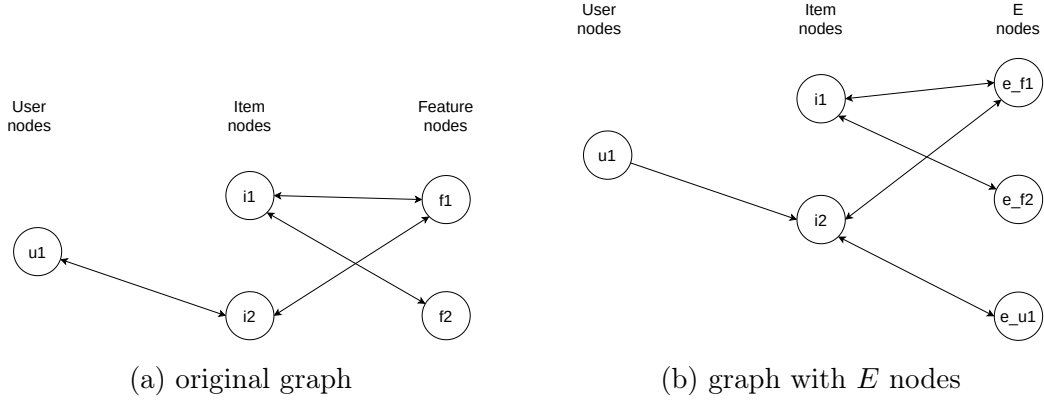 User
nodes
Item
nodes
Feature
nodes
i1
f1
u1
i2
f2
(a) original graph
User
nodes
Item
nodes
E
nodes
e_f1
i1
u1
e_f2
i2
e_u1
(b) graph with E nodes